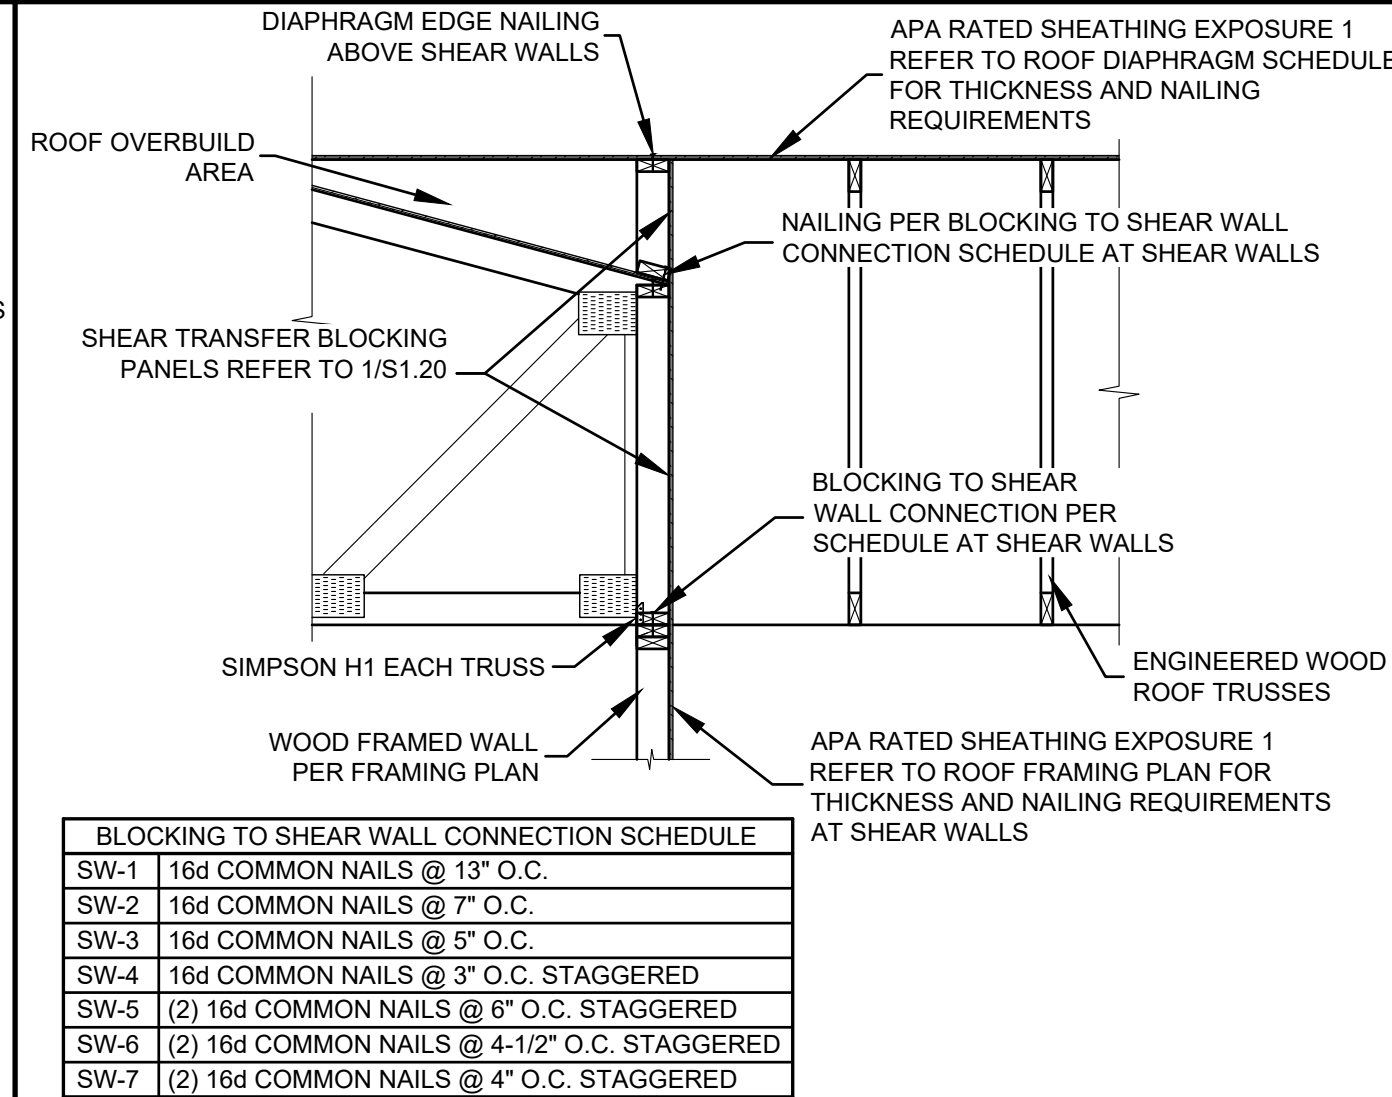 DIAPHRAGM EDGE NAILING
ABOVE SHEAR WALLS
APA RATED SHEATHING EXPOSURE 1
REFER TO ROOF DIAPHRAGM SCHEDULE
FOR THICKNESS AND NAILING
REQUIREMENTS
ROOF OVERBUILD
AREA
NAILING PER BLOCKING TO SHEAR WALL
CONNECTION SCHEDULE AT SHEAR WALLS
S
SHEAR TRANSFER BLOCKING
PANELS REFER TO 1/S1.20
BLOCKING TO SHEAR
WALL CONNECTION PER
SCHEDULE AT SHEAR WALLS
SIMPSON H1 EACH TRUSS
ENGINEERED WOOD
ROOF TRUSSES
WOOD FRAMED WALL
PER FRAMING PLAN
APA RATED SHEATHING EXPOSURE 1
REFER TO ROOF FRAMING PLAN FOR
THICKNESS AND NAILING REQUIREMENTS
AT SHEAR WALLS
BLOCKING TO SHEAR WALL CONNECTION SCHEDULE
SW-1 16d COMMON NAILS @ 13" O.C.
SW-2 16d COMMON NAILS @ 7" O.C.
SW-3 16d COMMON NAILS @ 5" O.C.
SW-4 16d COMMON NAILS @ 3" O.C. STAGGERED
SW-5 (2) 16d COMMON NAILS @ 6" O.C. STAGGERED
SW-6 (2) 16d COMMON NAILS @ 4-1/2" O.C. STAGGERED
SW-7 (2) 16d COMMON NAILS @ 4" O.C. STAGGERED